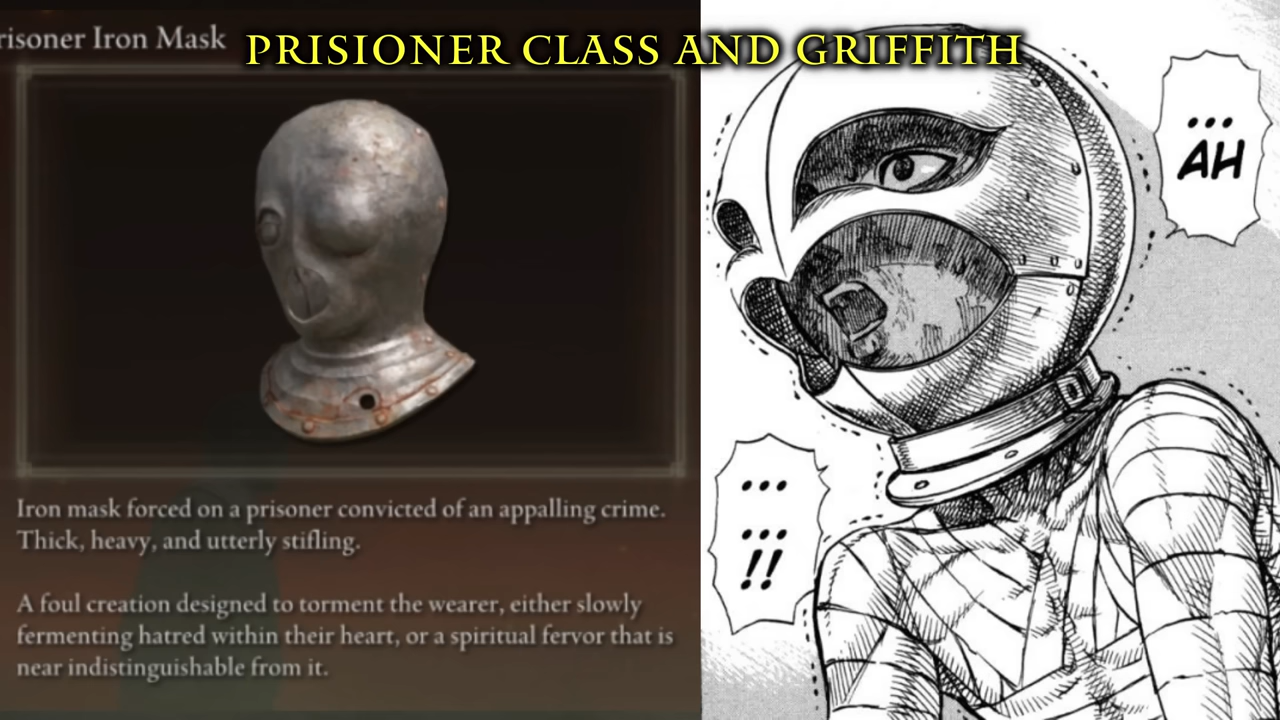 risoner Iron Mask
PRISIONER CLASS AND GRIFFITH
Iron mask forced on a prisoner convicted of an appalling crime.
Thick, heavy, and utterly stifling.
A foul creation designed to torment the wearer, either slowly
fermenting hatred within their heart, or a spiritual fervor that is
near indistinguishable from it.
...
AH
...
...
!!